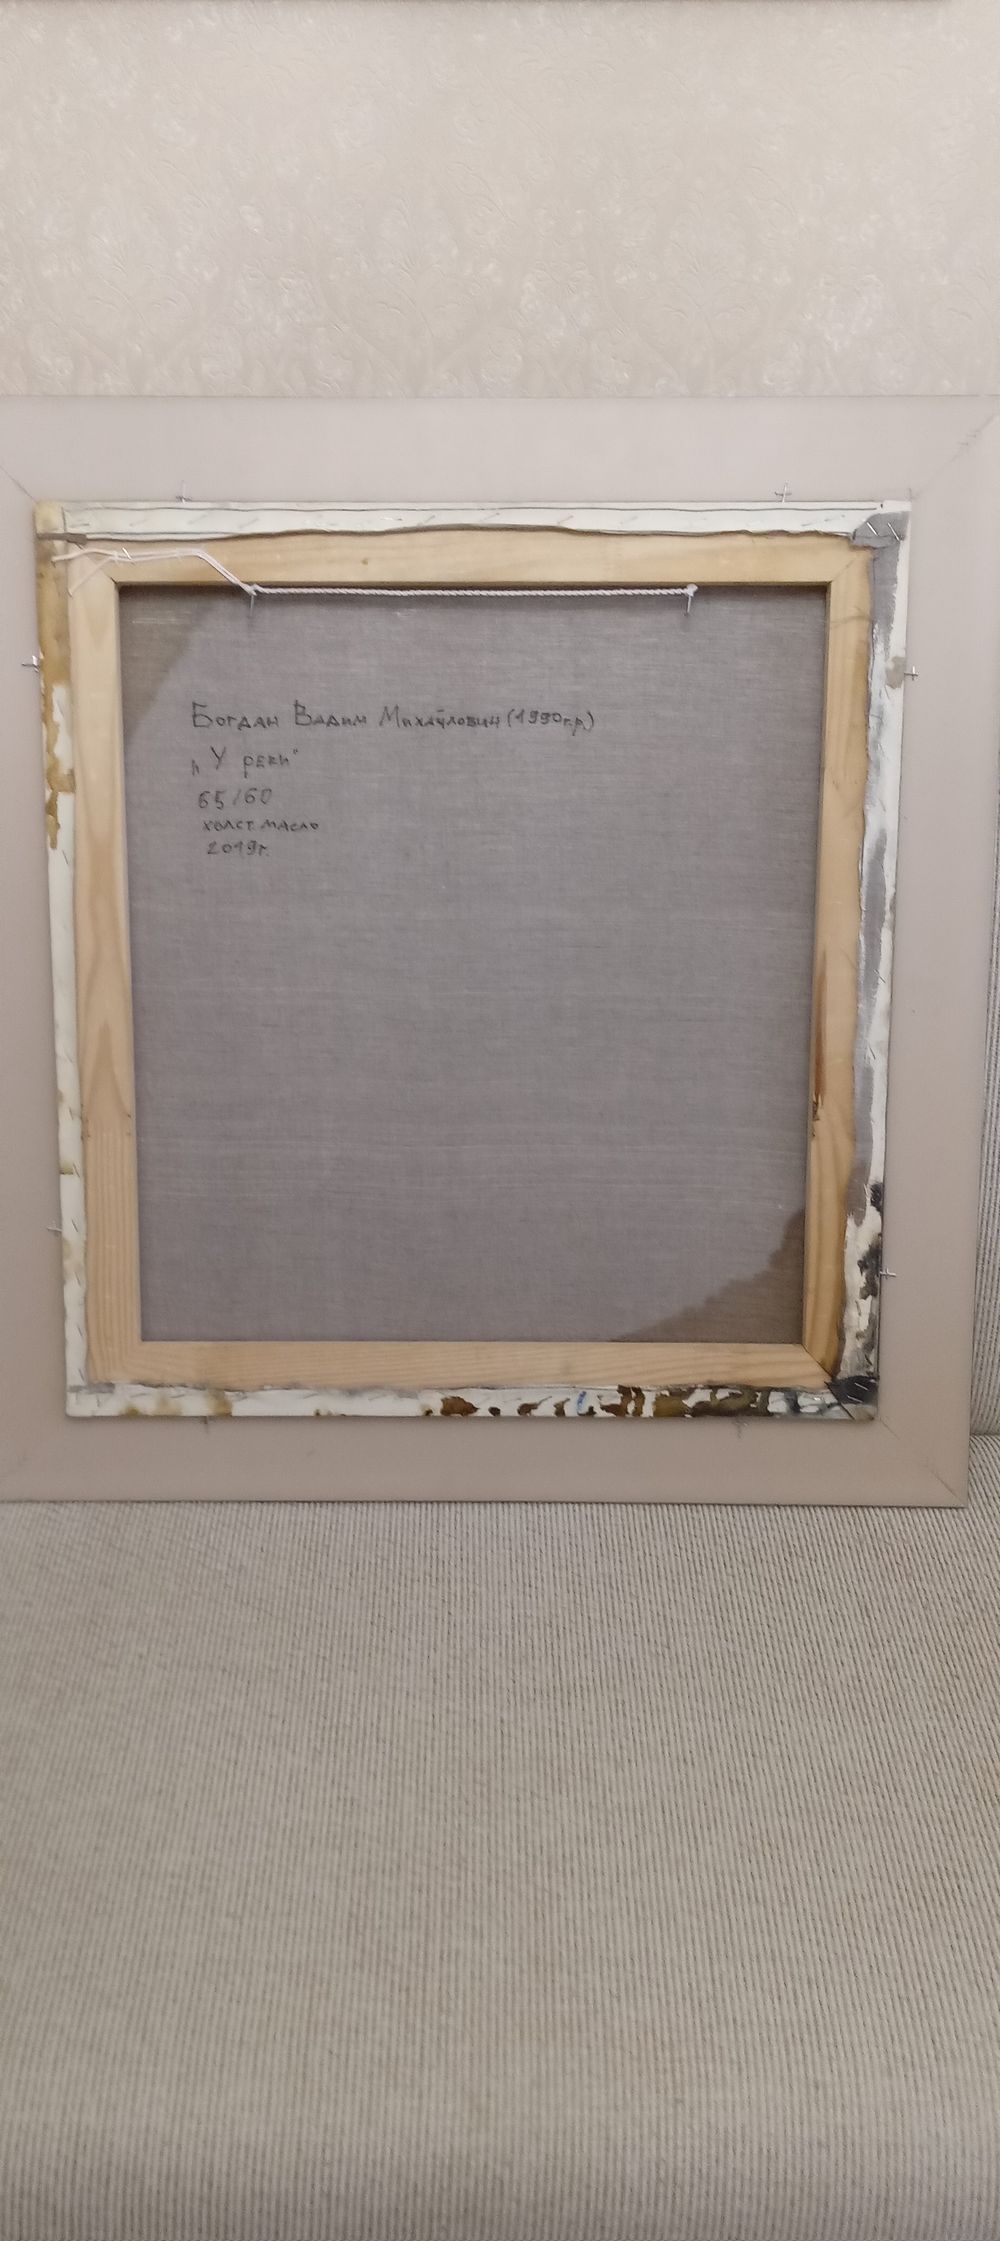 Богдан Вадим Михайлович (1990г.р.)
„У реки"
65/60
холст. масло
2019г.